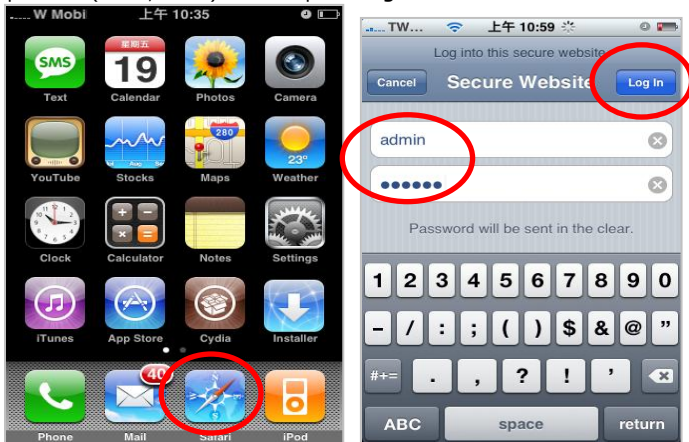 W Mobi 上午 10:35
SMS
星期五
19
280
23°
Text Calendar Photos Camera
YouTube Stocks Maps Weather
Clock Calculator Notes Settings
iTunes App Store Cydia Installer
40
Phone Mail Safari iPod
TW... 上午 10:59
Log into this secure website
Cancel Secure Website Log In
admin
••••••
Password will be sent in the clear.
1 2 3 4 5 6 7 8 9 0
- / : ; ( ) $ & @ ”
#+= . , ? ! ’
ABC space return